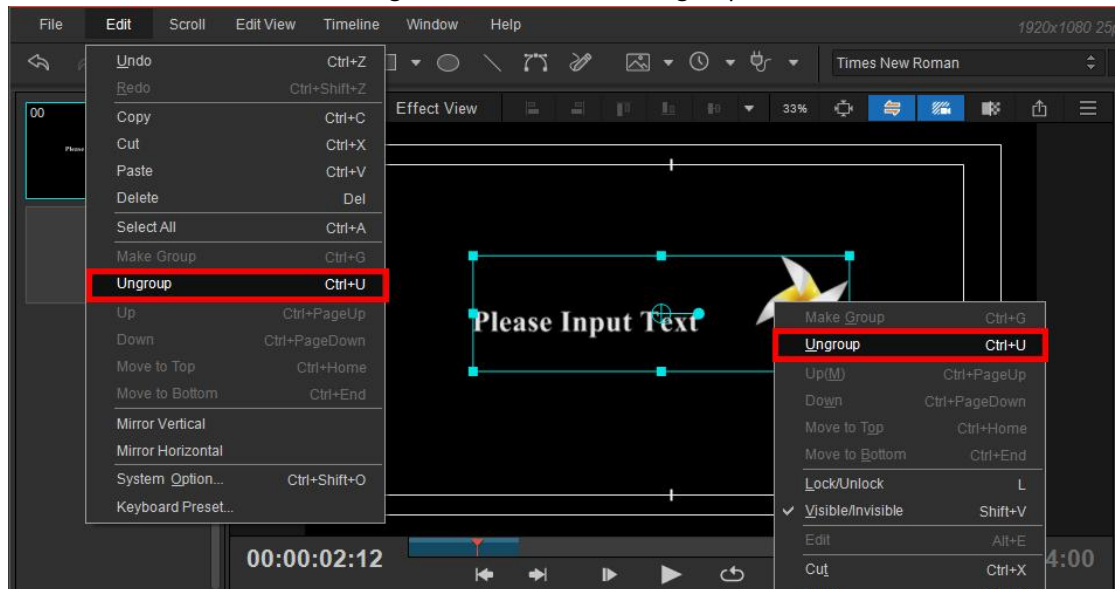 File Edit Scroll Edit View Timeline Window Help
1920x1080 25
Times New Roman
00
Effect View 33%
Please
Undo Ctrl+Z
Redo Ctrl+Shift+Z
Copy Ctrl+C
Cut Ctrl+X
Paste Ctrl+V
Delete Del
Select All Ctrl+A
Make Group Ctrl+G
Ungroup Ctrl+U
Up Ctrl+PageUp
Down Ctrl+PageDown
Move to Top Ctrl+Home
Move to Bottom Ctrl+End
Mirror Vertical
Mirror Horizontal
System Option... Ctrl+Shift+O
Keyboard Preset...
Please Input Text
Make Group Ctrl+G
Ungroup Ctrl+U
Up(M) Ctrl+PageUp
Down Ctrl+PageDown
Move to Top Ctrl+Home
Move to Bottom Ctrl+End
Lock/Unlock L
Visible/Invisible Shift+V
Edit Alt+E
Cut Ctrl+X
00:00:02:12
4:00